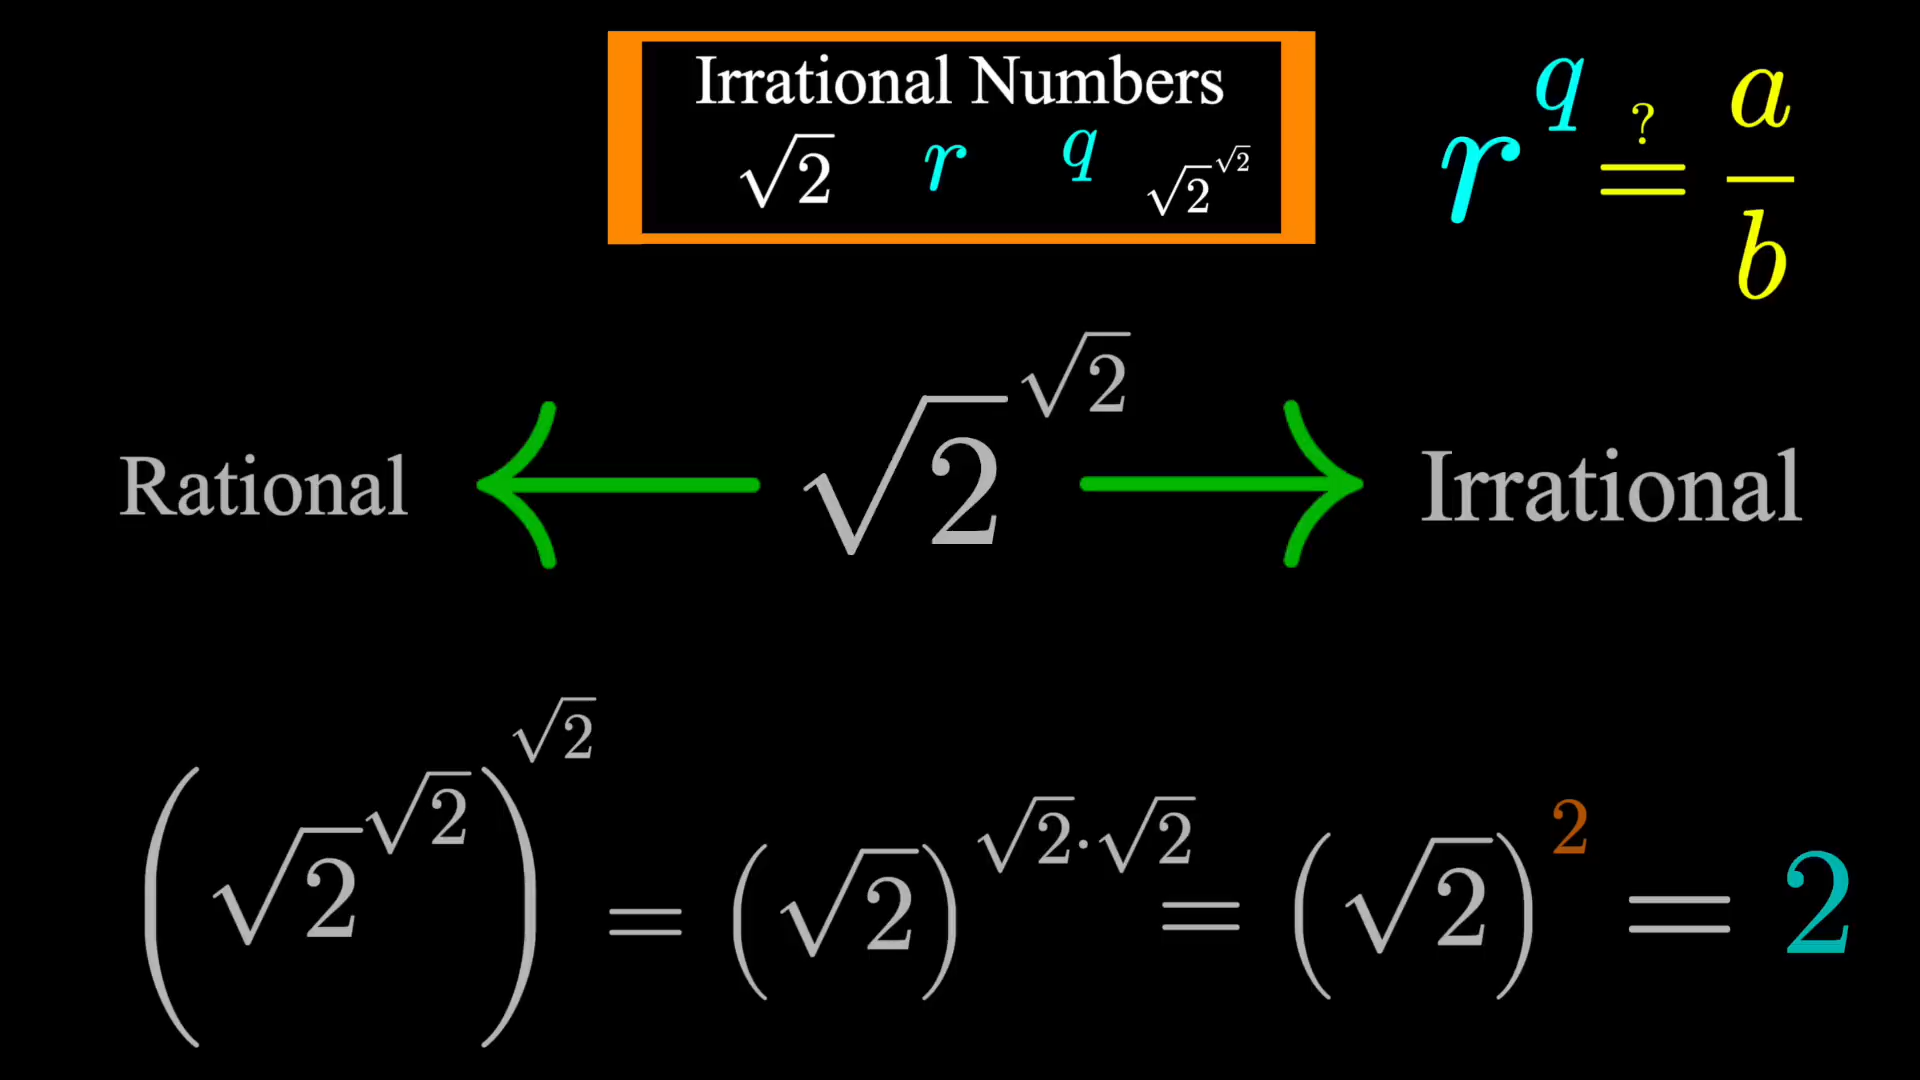 Irrational Numbers
√2 r q √2^√2
r^q ≟ a/b
Rational ← √2^√2 → Irrational
(√2^√2)^√2 = (√2)^√2·√2 = (√2)^2 = 2